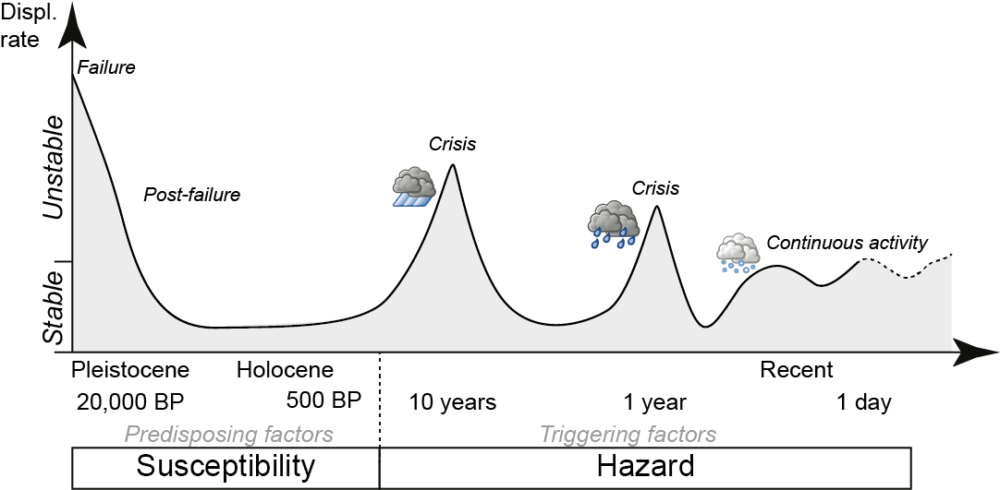 Displ.
rate
Failure
Unstable
Stable
Post-failure
Crisis
Crisis
Continuous activity
Pleistocene Holocene Recent
20,000 BP 500 BP 10 years 1 year 1 day
Predisposing factors Triggering factors
Susceptibility Hazard